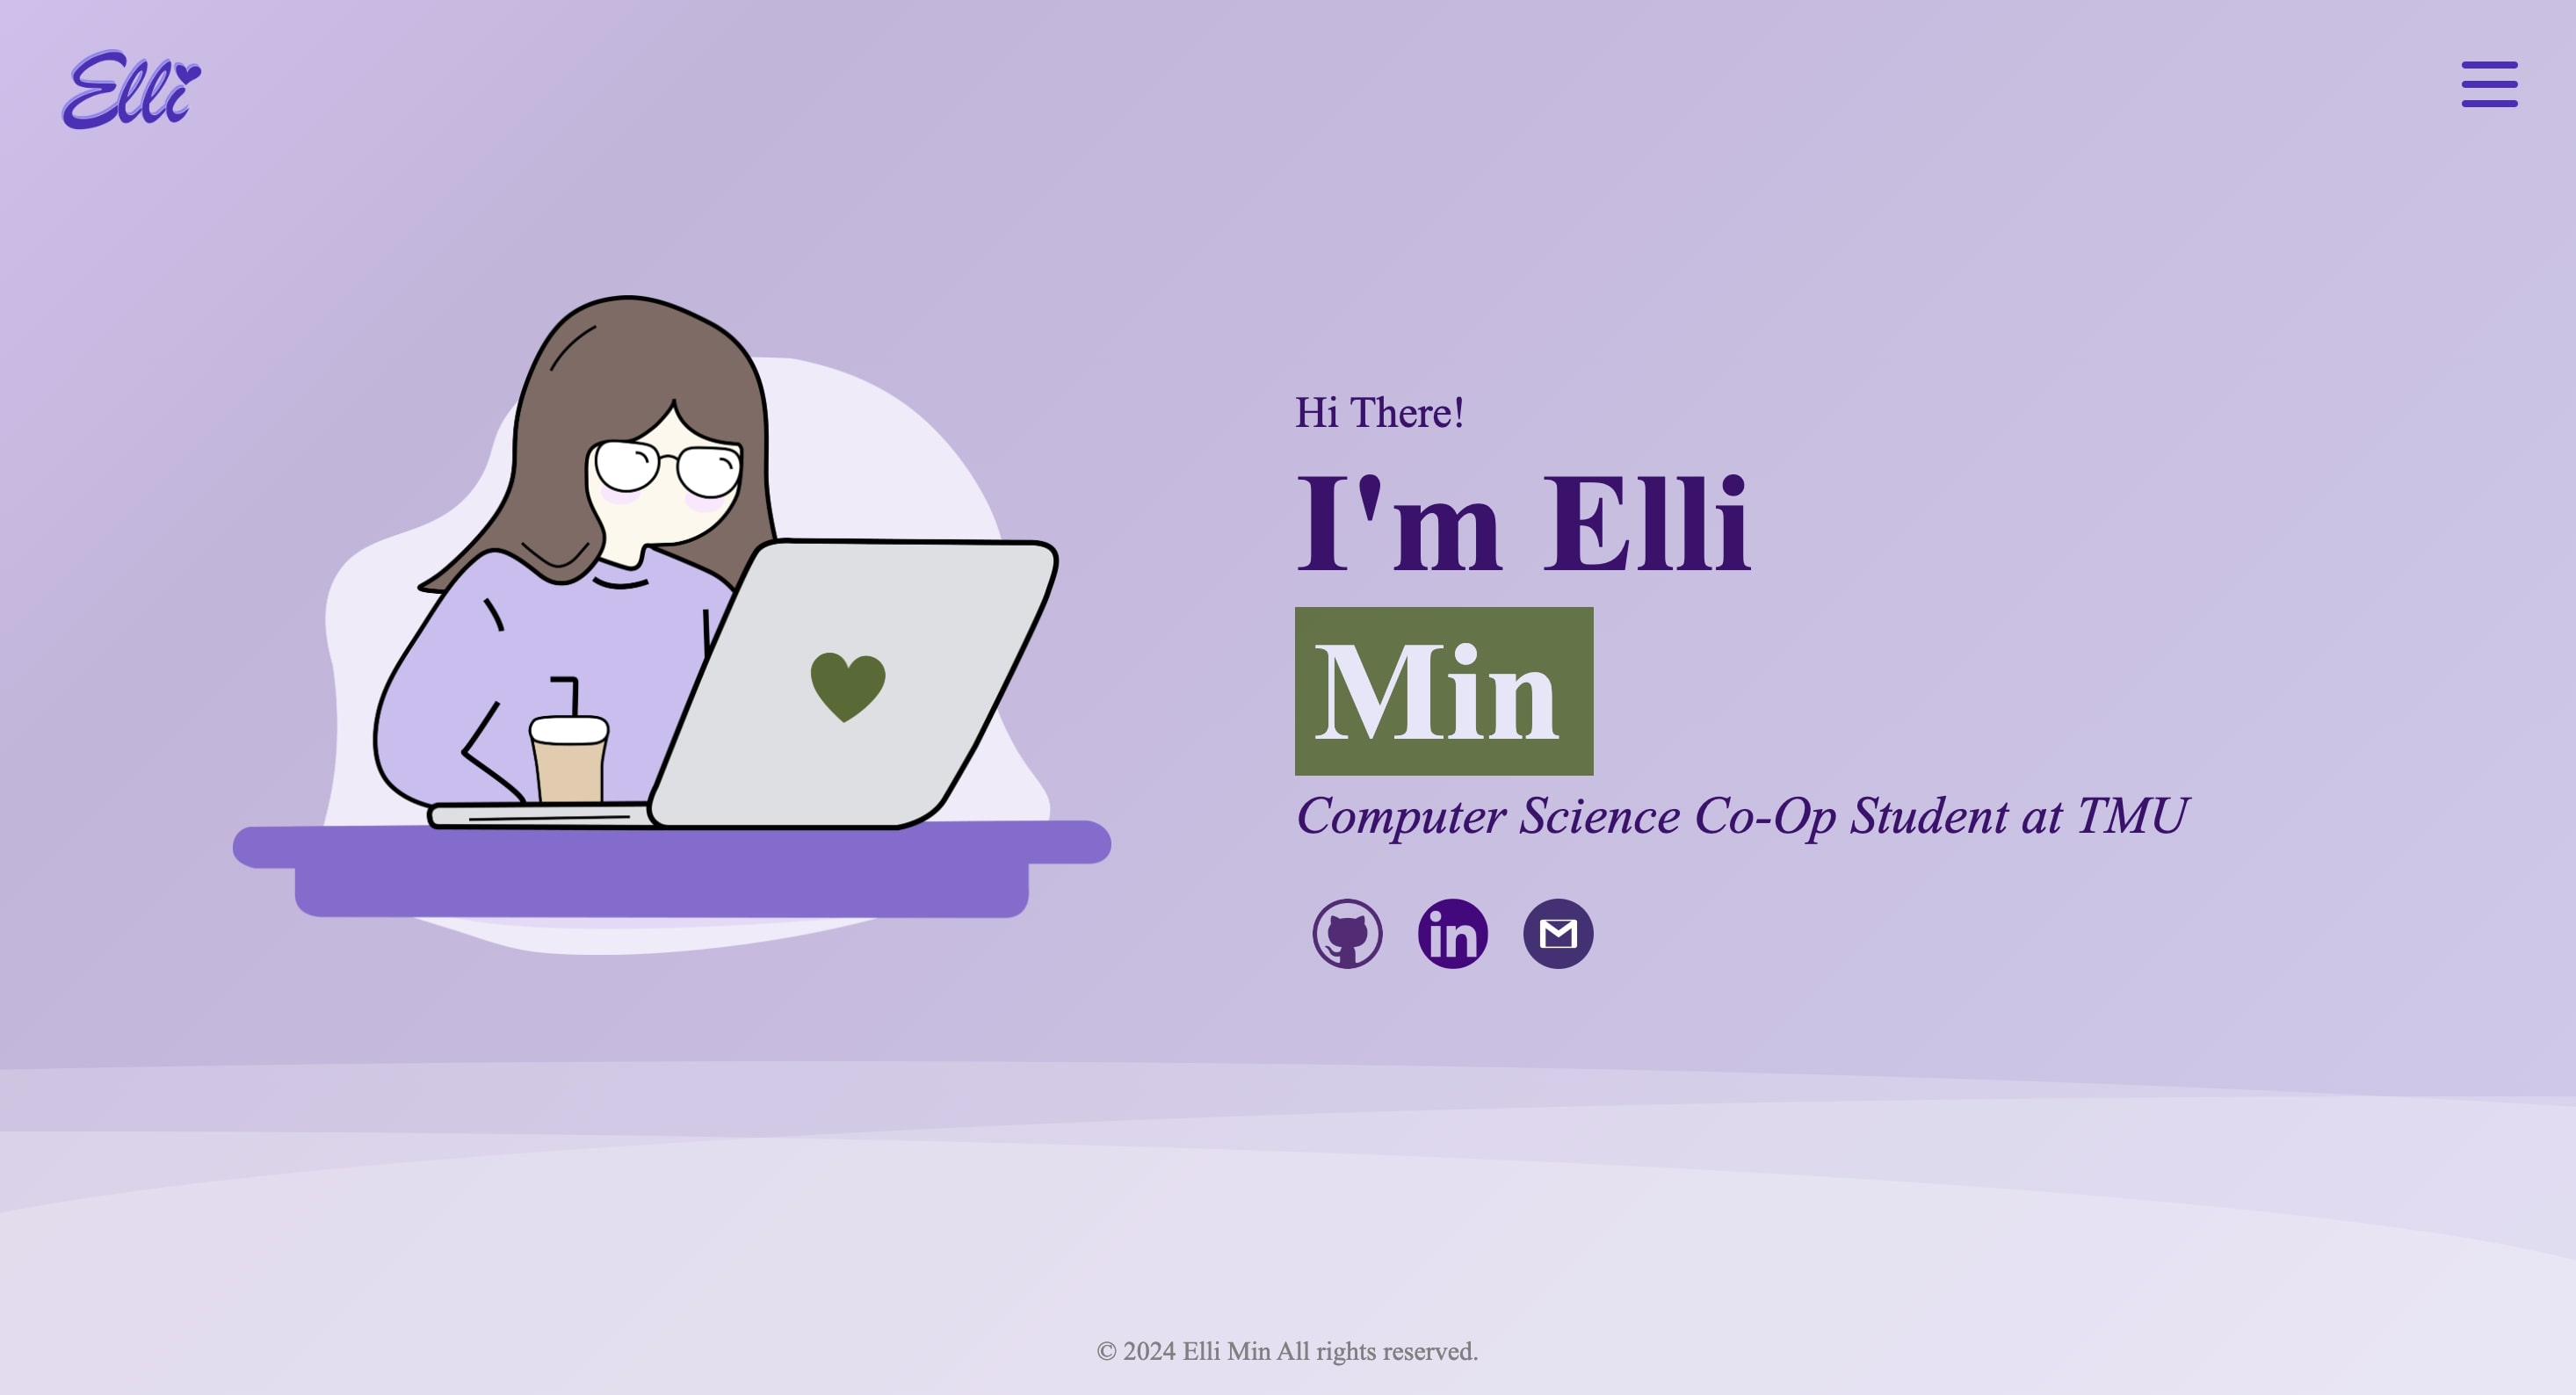 Elli
Hi There!
I'm Elli
Min
Computer Science Co-Op Student at TMU
in
© 2024 Elli Min All rights reserved.